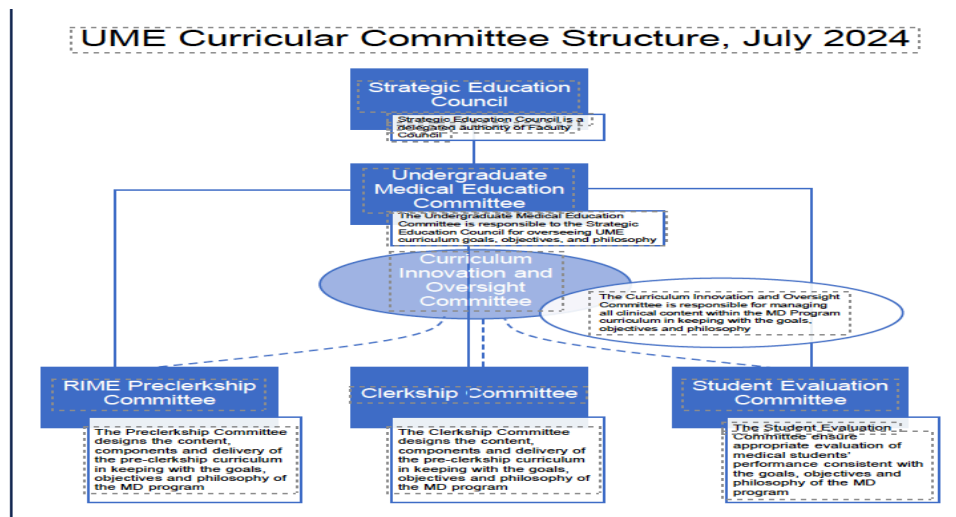 UME Curricular Committee Structure, July 2024
Strategic Education
Council
Strategic Education Council is a
delegated authority of Faculty
Council
Undergraduate
Medical Education
Committee
The Undergraduate Medical Education
Committee is responsible to the Strategic
Education Council for overseeing UME
curriculum goals, objectives, and philosophy
Curriculum
Innovation and
Oversight
Committee
The Curriculum Innovation and Oversight
Committee is responsible for managing
all clinical content within the MD Program
curriculum in keeping with the goals,
objectives and philosophy
RIME Preclerkship
Committee
The Preclerkship Committee
designs the content,
components and delivery of
the pre-clerkship curriculum
in keeping with the goals,
objectives and philosophy of
the MD program
Clerkship Committee
The Clerkship Committee
designs the content,
components and delivery of
the pre-clerkship curriculum
in keeping with the goals,
objectives and philosophy of
the MD program
Student Evaluation
Committee
The Student Evaluation
Committee ensure
appropriate evaluation of
medical students'
performance consistent with
the goals, objectives and
philosophy of the MD
program